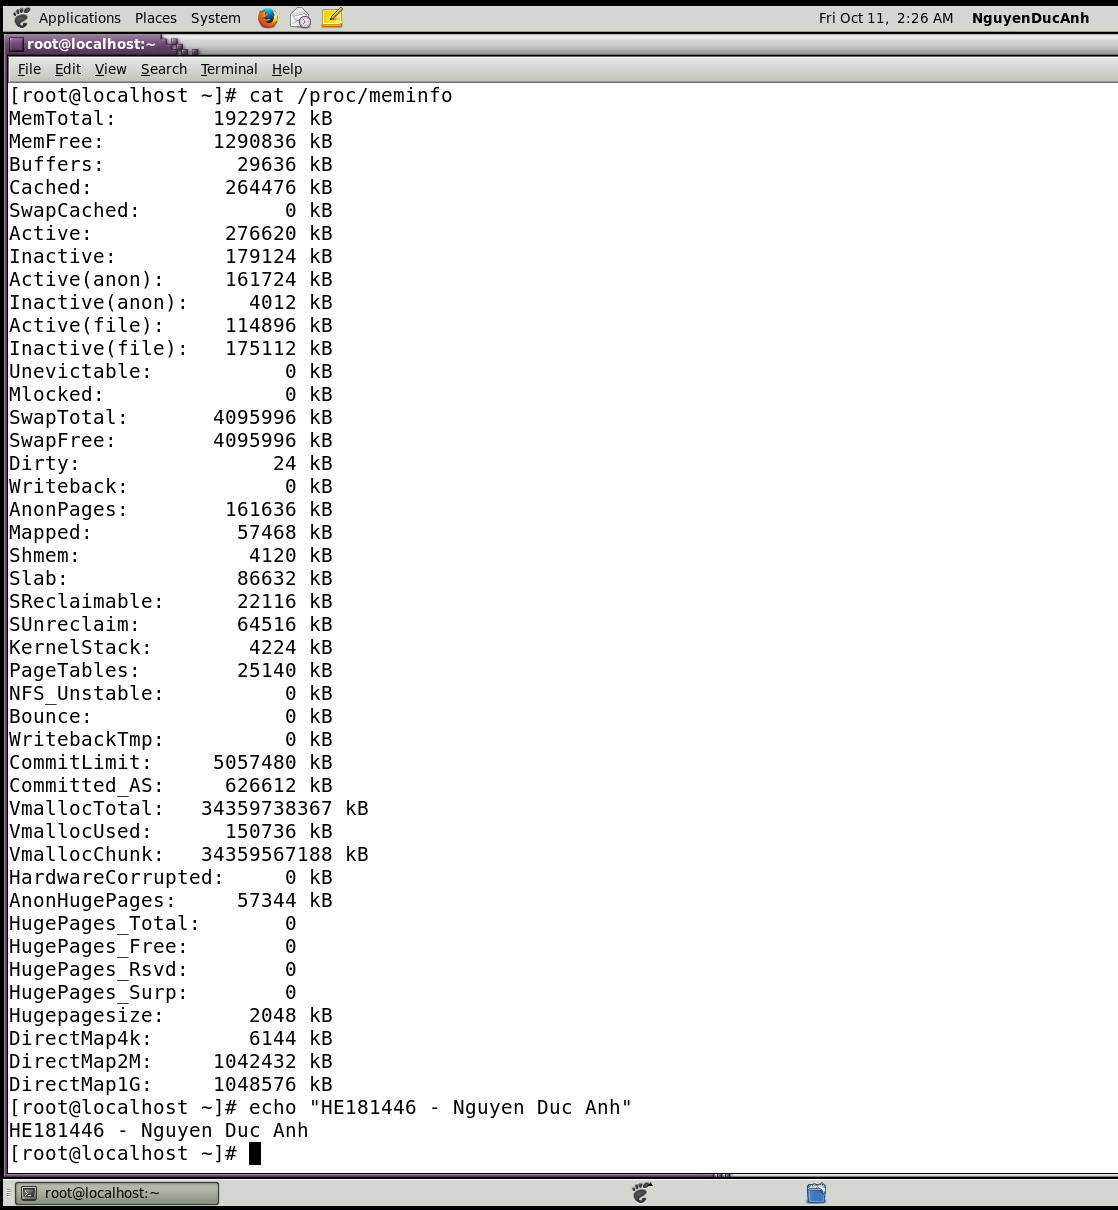 Applications Places System Fri Oct 11, 2:26 AM NguyenDucAnh
root@localhost:~
File Edit View Search Terminal Help
[root@localhost ~]# cat /proc/meminfo
MemTotal:        1922972 kB
MemFree:         1290836 kB
Buffers:           29636 kB
Cached:           264476 kB
SwapCached:            0 kB
Active:           276620 kB
Inactive:         179124 kB
Active(anon):     161724 kB
Inactive(anon):     4012 kB
Active(file):     114896 kB
Inactive(file):   175112 kB
Unevictable:           0 kB
Mlocked:               0 kB
SwapTotal:       4095996 kB
SwapFree:        4095996 kB
Dirty:                24 kB
Writeback:             0 kB
AnonPages:        161636 kB
Mapped:            57468 kB
Shmem:              4120 kB
Slab:              86632 kB
SReclaimable:      22116 kB
SUnreclaim:        64516 kB
KernelStack:        4224 kB
PageTables:        25140 kB
NFS_Unstable:          0 kB
Bounce:                0 kB
WritebackTmp:          0 kB
CommitLimit:     5057480 kB
Committed_AS:     626612 kB
VmallocTotal:   34359738367 kB
VmallocUsed:      150736 kB
VmallocChunk:   34359567188 kB
HardwareCorrupted:     0 kB
AnonHugePages:     57344 kB
HugePages_Total:       0
HugePages_Free:        0
HugePages_Rsvd:        0
HugePages_Surp:        0
Hugepagesize:       2048 kB
DirectMap4k:        6144 kB
DirectMap2M:     1042432 kB
DirectMap1G:     1048576 kB
[root@localhost ~]# echo "HE181446 - Nguyen Duc Anh"
HE181446 - Nguyen Duc Anh
[root@localhost ~]#
root@localhost:~